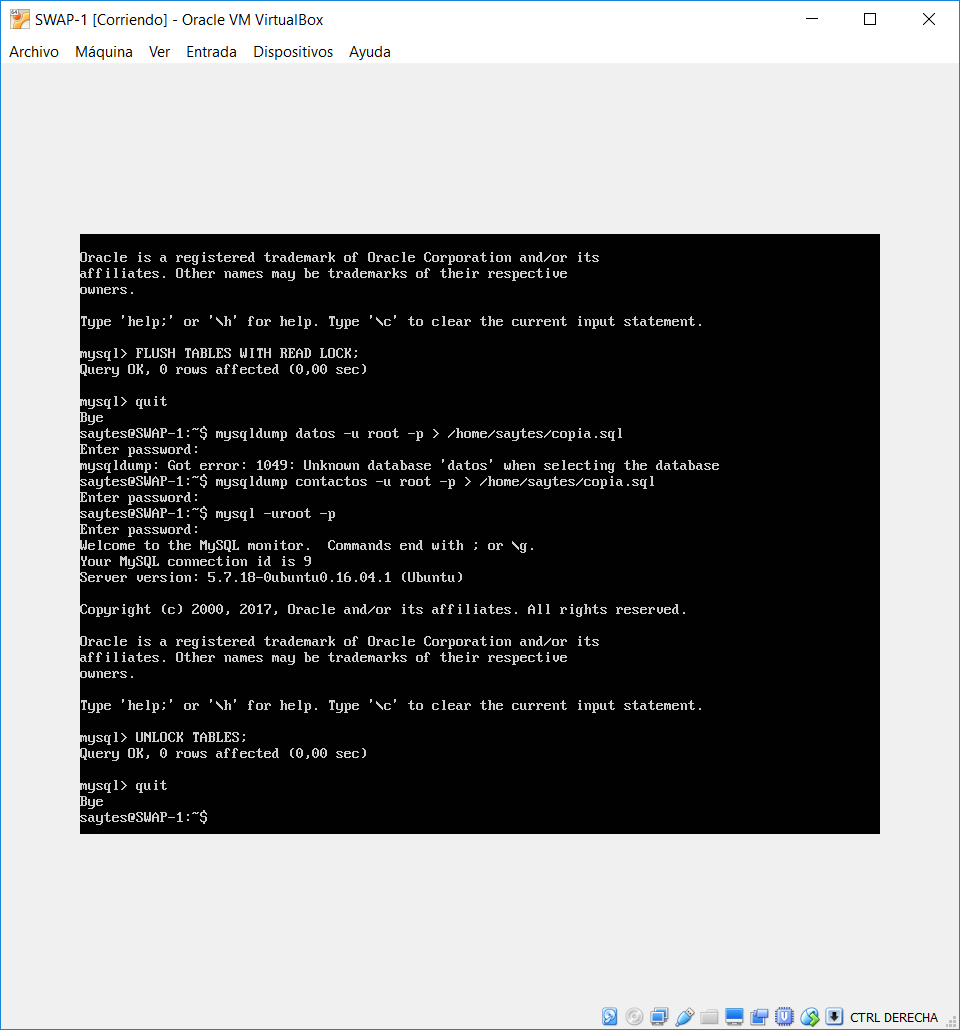 SWAP-1 [Corriendo] - Oracle VM VirtualBox
Archivo Máquina Ver Entrada Dispositivos Ayuda
Oracle is a registered trademark of Oracle Corporation and/or its
affiliates. Other names may be trademarks of their respective
owners.
Type 'help;' or '\h' for help. Type '\c' to clear the current input statement.
mysql> FLUSH TABLES WITH READ LOCK;
Query OK, 0 rows affected (0,00 sec)
mysql> quit
Bye
saytes@SWAP-1:~$ mysqldump datos -u root -p > /home/saytes/copia.sql
Enter password:
mysqldump: Got error: 1049: Unknown database 'datos' when selecting the database
saytes@SWAP-1:~$ mysqldump contactos -u root -p > /home/saytes/copia.sql
Enter password:
saytes@SWAP-1:~$ mysql -uroot -p
Enter password:
Welcome to the MySQL monitor.  Commands end with ; or \g.
Your MySQL connection id is 9
Server version: 5.7.18-0ubuntu0.16.04.1 (Ubuntu)
Copyright (c) 2000, 2017, Oracle and/or its affiliates. All rights reserved.
Oracle is a registered trademark of Oracle Corporation and/or its
affiliates. Other names may be trademarks of their respective
owners.
Type 'help;' or '\h' for help. Type '\c' to clear the current input statement.
mysql> UNLOCK TABLES;
Query OK, 0 rows affected (0,00 sec)
mysql> quit
Bye
saytes@SWAP-1:~$
CTRL DERECHA